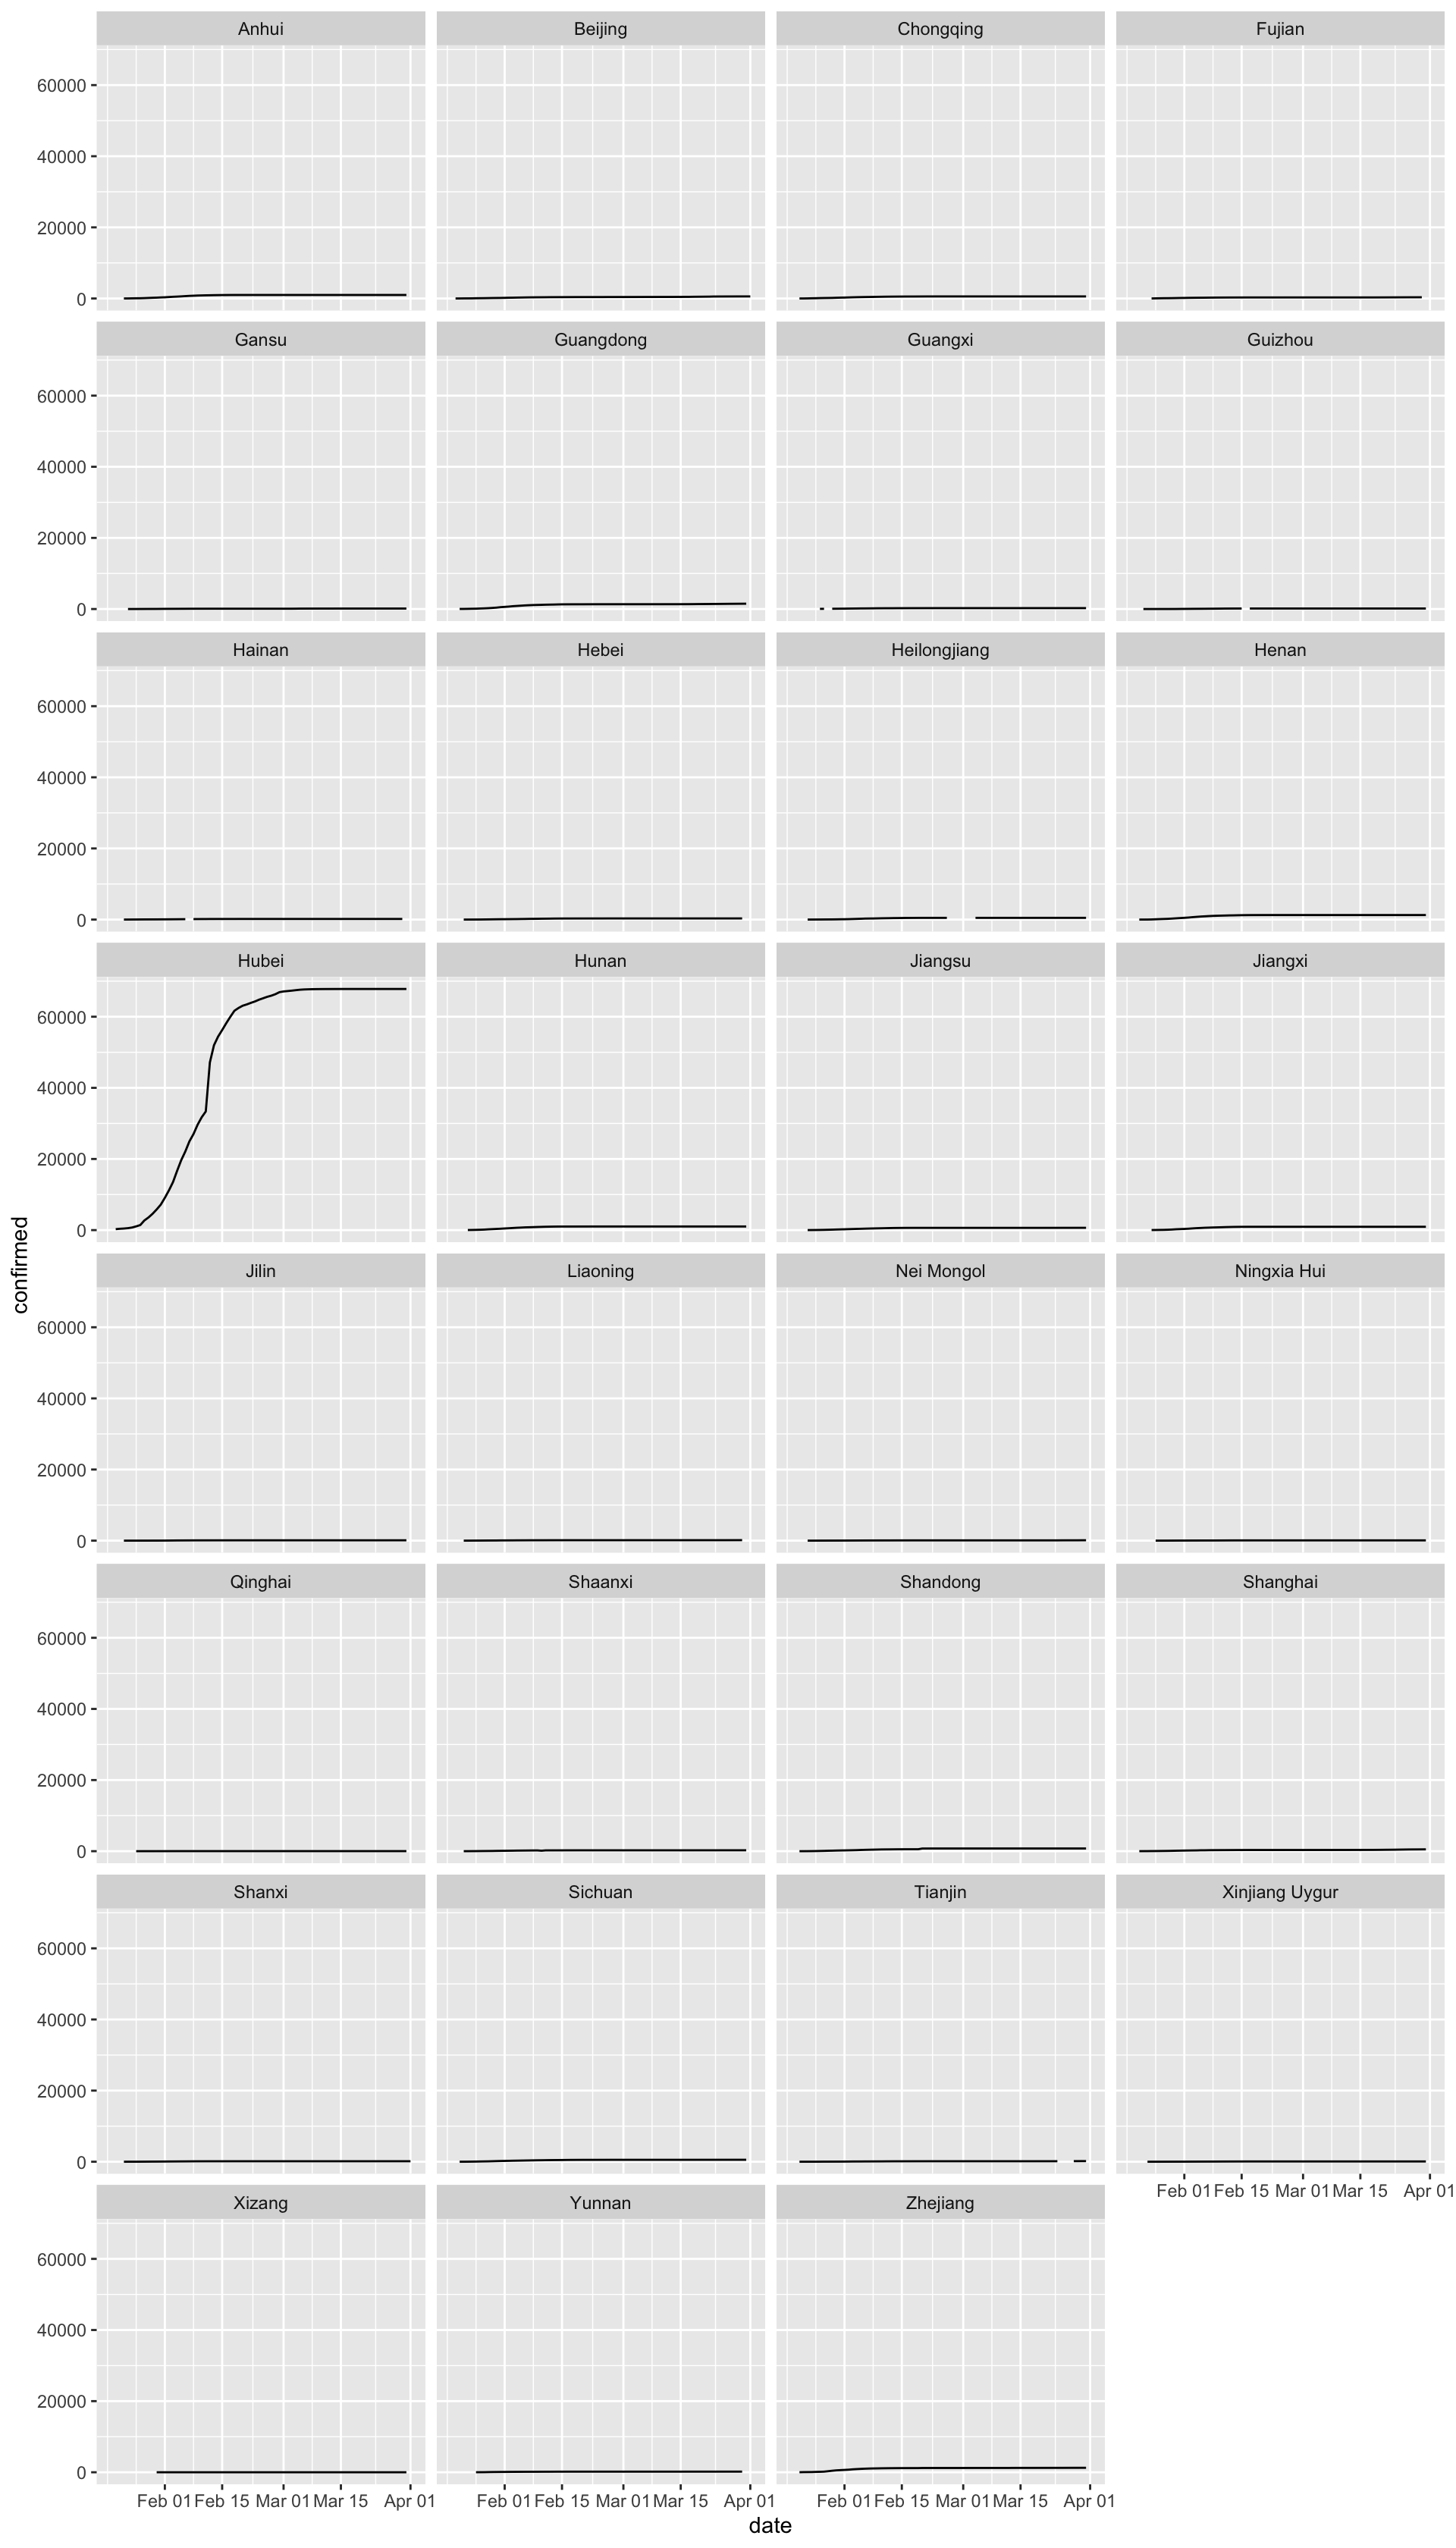 Anhui Beijing Chongqing Fujian
60000
40000
20000
0
Gansu Guangdong Guangxi Guizhou
60000
40000
20000
0
Hainan Hebei Heilongjiang Henan
60000
40000
20000
0
Hubei Hunan Jiangsu Jiangxi
60000
40000
20000
0
confirmed
Jilin Liaoning Nei Mongol Ningxia Hui
60000
40000
20000
0
Qinghai Shaanxi Shandong Shanghai
60000
40000
20000
0
Shanxi Sichuan Tianjin Xinjiang Uygur
60000
40000
20000
0
Feb 01 Feb 15 Mar 01 Mar 15 Apr 01
Xizang Yunnan Zhejiang
60000
40000
20000
0
Feb 01 Feb 15 Mar 01 Mar 15 Apr 01 Feb 01 Feb 15 Mar 01 Mar 15 Apr 01 Feb 01 Feb 15 Mar 01 Mar 15 Apr 01
date